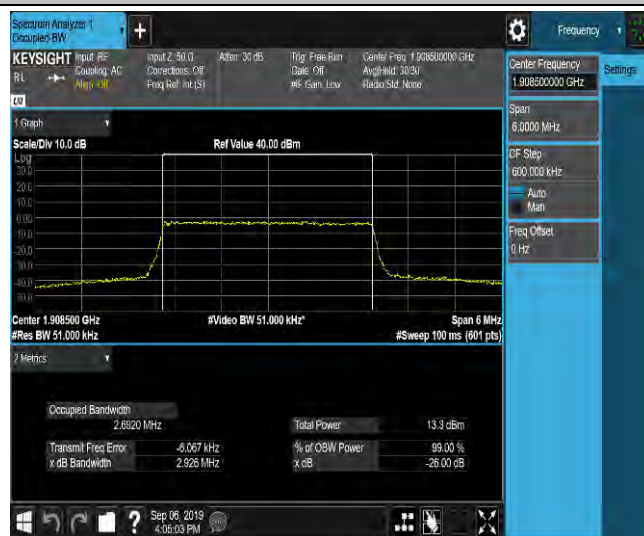 Spectrum Analyzer 1
Occupied BW
+
Frequency
KEYSIGHT
Input: RF
Coupling: AC
Align: Off
RL
LXI
Input Z: 50 Ω
Corrections: Off
Freq Ref: Int (S)
Atten: 30 dB
Trig: Free Run
Gate: Off
#IF Gain: Low
Center Freq: 1.908500000 GHz
Avg|Hold: 30/30
Radio Std: None
Center Frequency
1.908500000 GHz
Settings
Span
6.0000 MHz
CF Step
600.000 kHz
Auto
Man
Freq Offset
0 Hz
1 Graph
Scale/Div 10.0 dB
Ref Value 40.00 dBm
Log
30.0
20.0
10.0
0.00
-10.0
-20.0
-30.0
-40.0
-50.0
Center 1.908500 GHz
#Video BW 51.000 kHz*
Span 6 MHz
#Res BW 51.000 kHz
#Sweep 100 ms (601 pts)
2 Metrics
Occupied Bandwidth
2.6920 MHz
Total Power
13.3 dBm
Transmit Freq Error
-6.067 kHz
% of OBW Power
99.00 %
x dB Bandwidth
2.926 MHz
x dB
-26.00 dB
?
Sep 06, 2019
4:05:03 PM